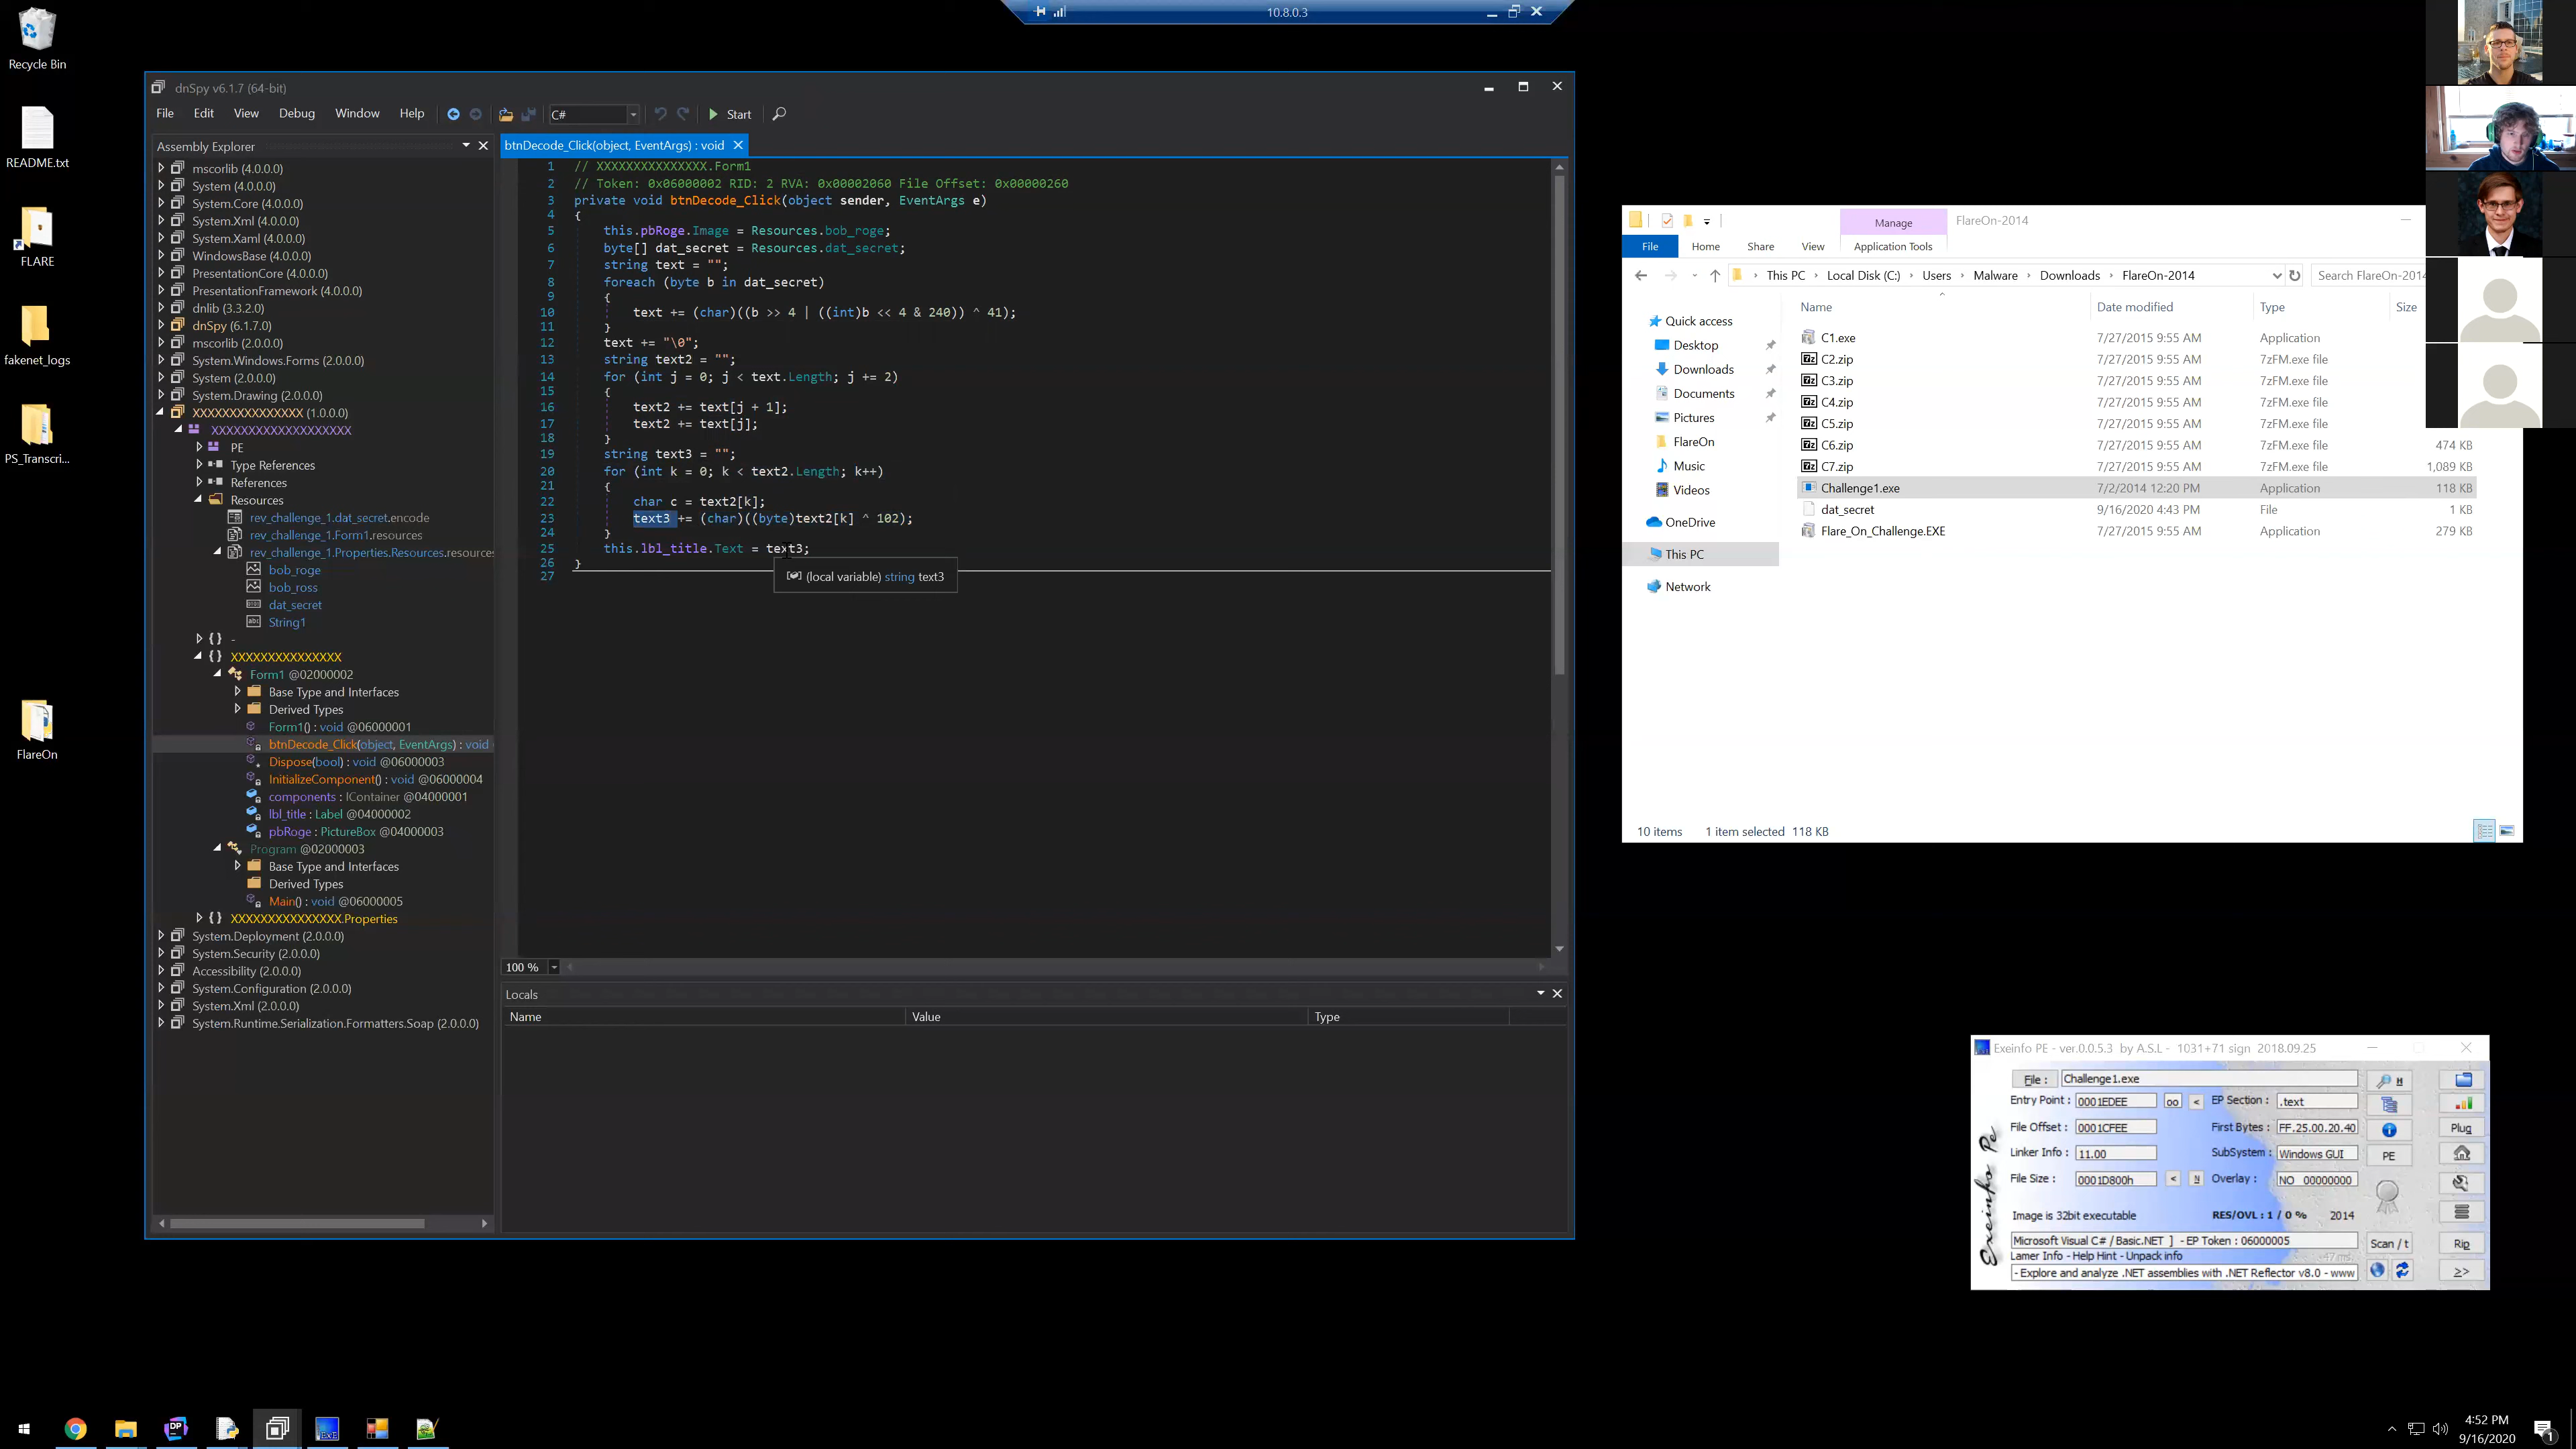 Recycle Bin
README.txt
FLARE
fakenet_logs
PS_Transcri...
FlareOn
10.8.0.3
dnSpy v6.1.7 (64-bit)
File Edit View Debug Window Help C# Start
Assembly Explorer
mscorlib (4.0.0.0)
System (4.0.0.0)
System.Core (4.0.0.0)
System.Xml (4.0.0.0)
System.Xaml (4.0.0.0)
WindowsBase (4.0.0.0)
PresentationCore (4.0.0.0)
PresentationFramework (4.0.0.0)
dnlib (3.3.2.0)
dnSpy (6.1.7.0)
mscorlib (2.0.0.0)
System.Windows.Forms (2.0.0.0)
System (2.0.0.0)
System.Drawing (2.0.0.0)
XXXXXXXXXXXXXXX (1.0.0.0)
XXXXXXXXXXXXXXXXXXX
PE
Type References
References
Resources
rev_challenge_1.dat_secret.encode
rev_challenge_1.Form1.resources
rev_challenge_1.Properties.Resources.resources
bob_roge
bob_ross
dat_secret
String1
{ } -
{ } XXXXXXXXXXXXXXX
Form1 @02000002
Base Type and Interfaces
Derived Types
Form1() : void @06000001
btnDecode_Click(object, EventArgs) : void
Dispose(bool) : void @06000003
InitializeComponent() : void @06000004
components : IContainer @04000001
lbl_title : Label @04000002
pbRoge : PictureBox @04000003
Program @02000003
Base Type and Interfaces
Derived Types
Main() : void @06000005
{ } XXXXXXXXXXXXXXX.Properties
System.Deployment (2.0.0.0)
System.Security (2.0.0.0)
Accessibility (2.0.0.0)
System.Configuration (2.0.0.0)
System.Xml (2.0.0.0)
System.Runtime.Serialization.Formatters.Soap (2.0.0.0)
btnDecode_Click(object, EventArgs) : void
1 // XXXXXXXXXXXXXXX.Form1
2 // Token: 0x06000002 RID: 2 RVA: 0x00002060 File Offset: 0x00000260
3 private void btnDecode_Click(object sender, EventArgs e)
4 {
5 this.pbRoge.Image = Resources.bob_roge;
6 byte[] dat_secret = Resources.dat_secret;
7 string text = "";
8 foreach (byte b in dat_secret)
9 {
10 text += (char)((b >> 4 | ((int)b << 4 & 240)) ^ 41);
11 }
12 text += "\0";
13 string text2 = "";
14 for (int j = 0; j < text.Length; j += 2)
15 {
16 text2 += text[j + 1];
17 text2 += text[j];
18 }
19 string text3 = "";
20 for (int k = 0; k < text2.Length; k++)
21 {
22 char c = text2[k];
23 text3 += (char)((byte)text2[k] ^ 102);
24 }
25 this.lbl_title.Text = text3;
26 }
27
(local variable) string text3
100 %
Locals
Name Value Type
Manage FlareOn-2014
File Home Share View Application Tools
This PC Local Disk (C:) Users Malware Downloads FlareOn-2014 Search FlareOn-2014
Quick access
Desktop
Downloads
Documents
Pictures
FlareOn
Music
Videos
OneDrive
This PC
Network
Name Date modified Type Size
C1.exe 7/27/2015 9:55 AM Application
C2.zip 7/27/2015 9:55 AM 7zFM.exe file
C3.zip 7/27/2015 9:55 AM 7zFM.exe file
C4.zip 7/27/2015 9:55 AM 7zFM.exe file
C5.zip 7/27/2015 9:55 AM 7zFM.exe file
C6.zip 7/27/2015 9:55 AM 7zFM.exe file 474 KB
C7.zip 7/27/2015 9:55 AM 7zFM.exe file 1,089 KB
Challenge1.exe 7/2/2014 12:20 PM Application 118 KB
dat_secret 9/16/2020 4:43 PM File 1 KB
Flare_On_Challenge.EXE 7/27/2015 9:55 AM Application 279 KB
10 items 1 item selected 118 KB
Exeinfo PE - ver.0.0.5.3 by A.S.L - 1031+71 sign 2018.09.25
File : Challenge1.exe
Entry Point : 0001EDEE oo < EP Section : .text
File Offset : 0001CFEE First Bytes : FF.25.00.20.40 Plug
Linker Info : 11.00 SubSystem : Windows GUI PE
File Size : 0001D800h < N Overlay : NO 00000000
Image is 32bit executable RES/OVL : 1 / 0 % 2014
Microsoft Visual C# / Basic.NET ] - EP Token : 06000005 Scan / t Rip
Lamer Info - Help Hint - Unpack info 47 ms.
- Explore and analyze .NET assemblies with .NET Reflector v8.0 - www >>
Exeinfo Pe
4:52 PM
9/16/2020
1